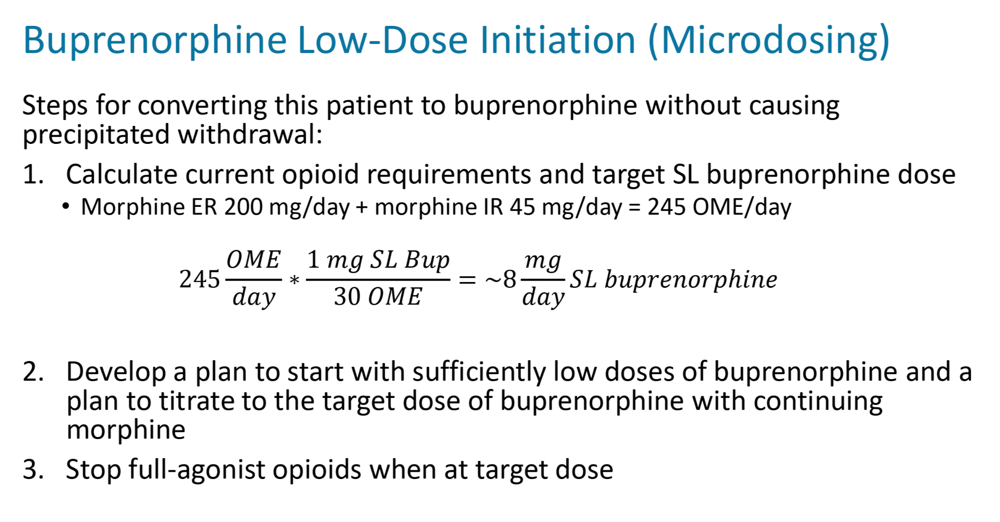 Buprenorphine Low-Dose Initiation (Microdosing)
Steps for converting this patient to buprenorphine without causing
precipitated withdrawal:
1. Calculate current opioid requirements and target SL buprenorphine dose
• Morphine ER 200 mg/day + morphine IR 45 mg/day = 245 OME/day
245 OME/day * 1 mg SL Bup/30 OME = ~8 mg/day SL buprenorphine
2. Develop a plan to start with sufficiently low doses of buprenorphine and a
plan to titrate to the target dose of buprenorphine with continuing
morphine
3. Stop full-agonist opioids when at target dose